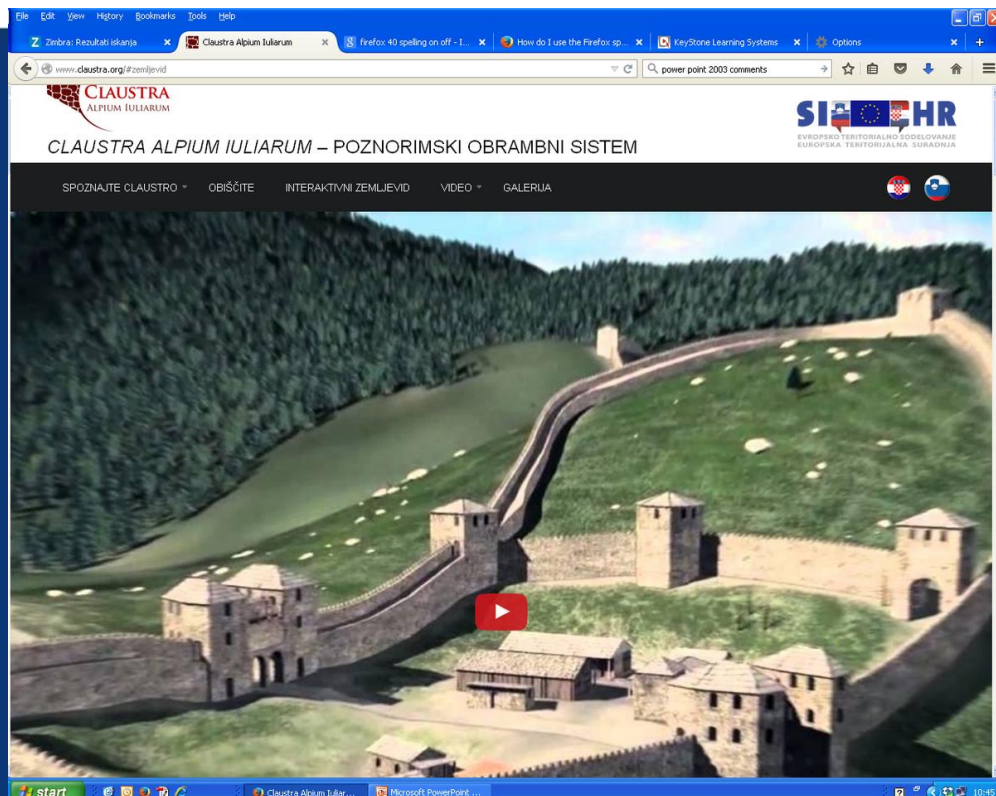 File Edit View History Bookmarks Tools Help
Zimbra: Rezultati iskanja
Claustra Alpium Iuliarum
firefox 40 spelling on off - I...
How do I use the Firefox sp...
KeyStone Learning Systems
Options
www.claustra.org/#zemljevid
power point 2003 comments
CLAUSTRA
ALPIUM IULIARUM
SI HR
EVROPSKO TERITORIALNO SODELOVANJE
EUROPSKA TERITORIJALNA SURADNJA
CLAUSTRA ALPIUM IULIARUM – POZNORIMSKI OBRAMBNI SISTEM
SPOZNAJTE CLAUSTRO OBIŠČITE INTERAKTIVNI ZEMLJEVID VIDEO GALERIJA
start
Claustra Alpium Iuliar...
Microsoft PowerPoint ...
10:45